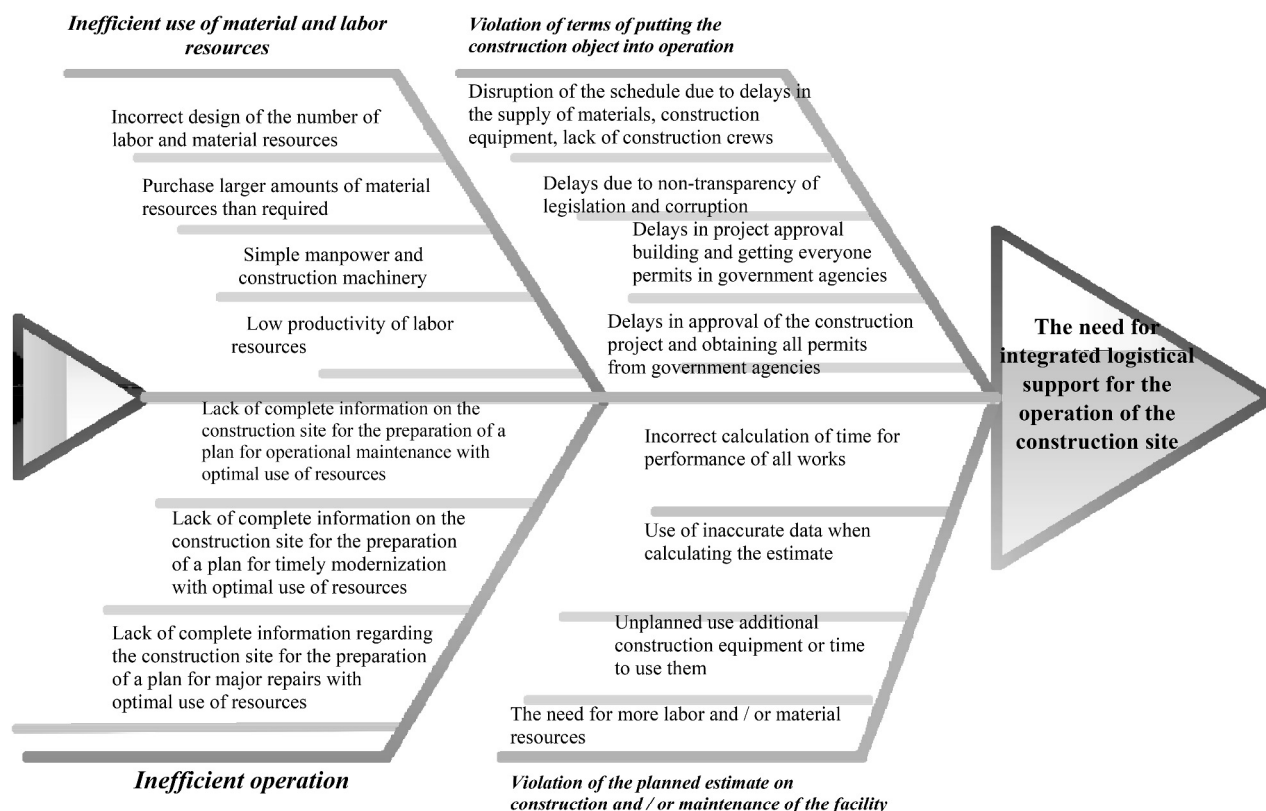 Inefficient use of material and labor
resources
Incorrect design of the number of
labor and material resources
Purchase larger amounts of material
resources than required
Simple manpower and
construction machinery
Low productivity of labor
resources
Violation of terms of putting the
construction object into operation
Disruption of the schedule due to delays in
the supply of materials, construction
equipment, lack of construction crews
Delays due to non-transparency of
legislation and corruption
Delays in project approval
building and getting everyone
permits in government agencies
Delays in approval of the construction
project and obtaining all permits
from government agencies
The need for
integrated logistical
support for the
operation of the
construction site
Lack of complete information on the
construction site for the preparation of a
plan for operational maintenance with
optimal use of resources
Lack of complete information on the
construction site for the preparation
of a plan for timely modernization
with optimal use of resources
Lack of complete information regarding
the construction site for the preparation
of a plan for major repairs with
optimal use of resources
Inefficient operation
Incorrect calculation of time for
performance of all works
Use of inaccurate data when
calculating the estimate
Unplanned use additional
construction equipment or time
to use them
The need for more labor and / or material
resources
Violation of the planned estimate on
construction and / or maintenance of the facility